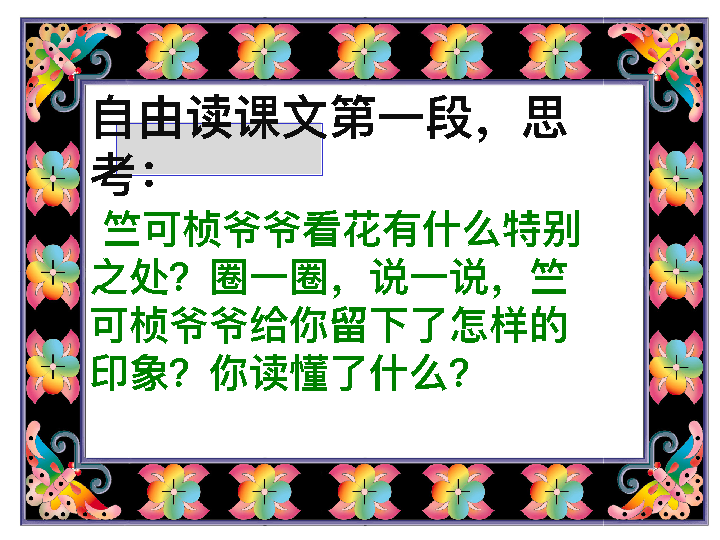 自由读课文第一段，思
考：
竺可桢爷爷看花有什么特别
之处？圈一圈，说一说，竺
可桢爷爷给你留下了怎样的
印象？你读懂了什么？